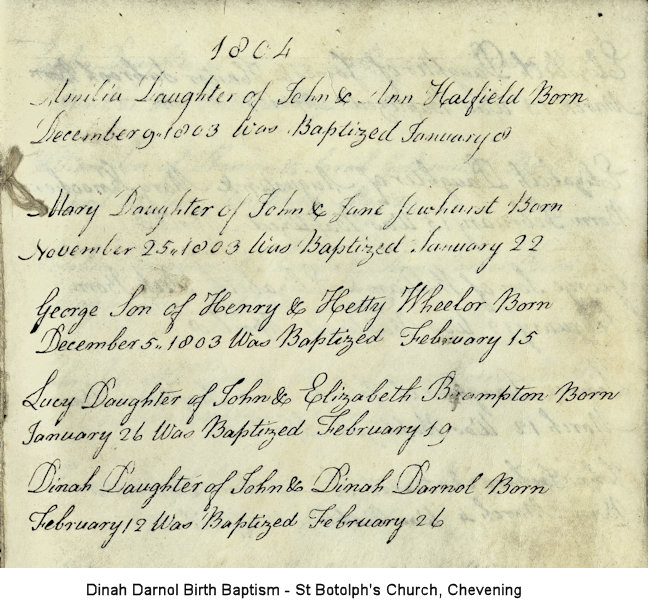 1804
Amilia Daughter of John & Ann Hatfield Born
December 9, 1803 Was Baptized January 8
Mary Daughter of John & Jane Jewhurst Born
November 25, 1803 Was Baptized January 22
George Son of Henry & Hetty Wheelor Born
December 5, 1803 Was Baptized February 15
Lucy Daughter of John & Elizabeth Brampton Born
January 26 Was Baptized February 19
Dinah Daughter of John & Dinah Darnol Born
February 12 Was Baptized February 26
Dinah Darnol Birth Baptism - St Botolph's Church, Chevening